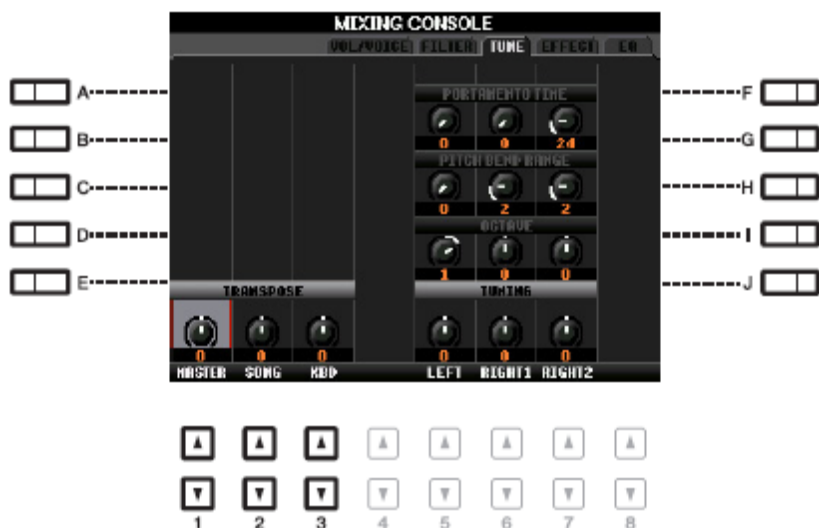 MIXING CONSOLE
VOL/VOICE FILTER TUNE EFFECT EQ
A
B
C
D
E
F
G
H
I
J
PORTAMENTO TIME
0 0 24
PITCH BEND RANGE
0 2 2
OCTAVE
1 0 0
TRANSPOSE TUNING
0 0 0 0 0 0
MASTER SONG KBD LEFT RIGHT1 RIGHT2
1 2 3 4 5 6 7 8